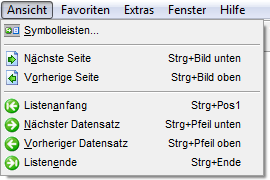 Ansicht Favoriten Extras Fenster Hilfe
Symbolleisten...
Nächste Seite Strg+Bild unten
Vorherige Seite Strg+Bild oben
Listenanfang Strg+Pos1
Nächster Datensatz Strg+Pfeil unten
Vorheriger Datensatz Strg+Pfeil oben
Listenende Strg+Ende